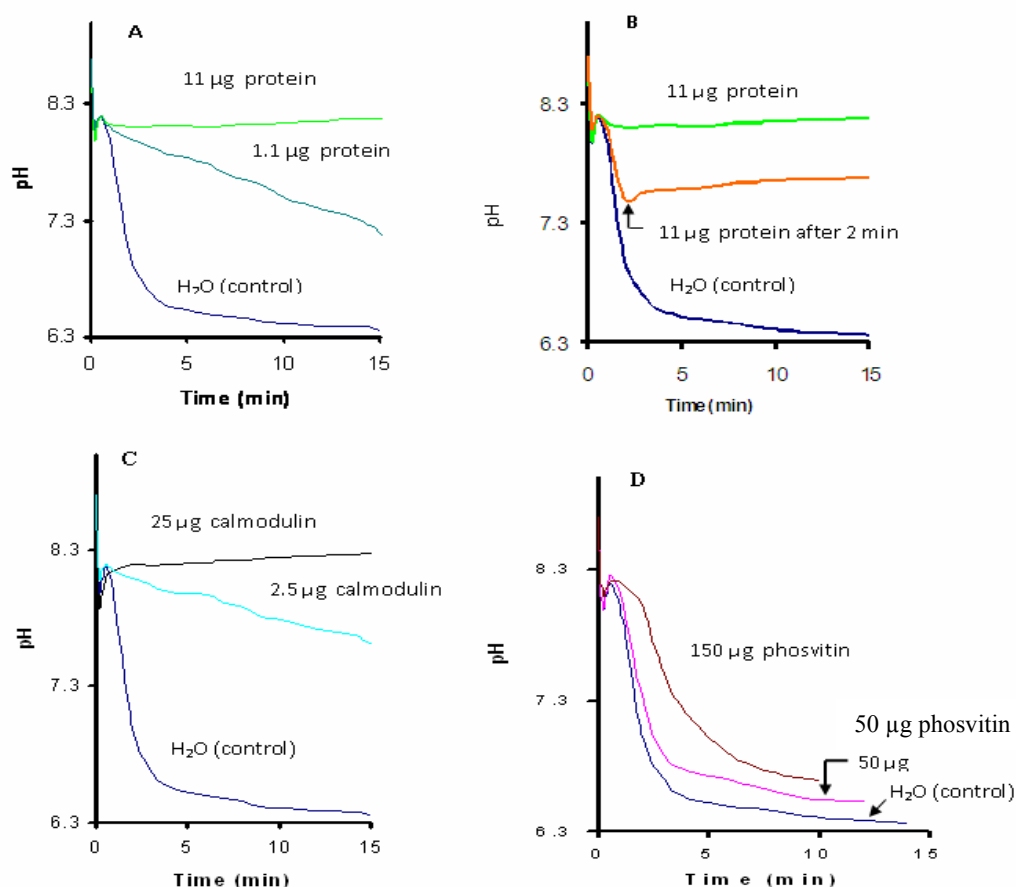 A
11 µg protein
8.3
1.1 µg protein
pH
7.3
H2O (control)
6.3
0 5 10 15
Time (min)
B
8.3
11 µg protein
pH
7.3
11 µg protein after 2 min
H2O (control)
6.3
0 5 10 15
Time (min)
C
25 µg calmodulin
8.3
2.5 µg calmodulin
pH
7.3
H2O (control)
6.3
0 5 10 15
Time (min)
D
8.3
150 µg phosvitin
pH
7.3
50 µg phosvitin
50 µg
H2O (control)
6.3
0 5 10 15
Time (min)